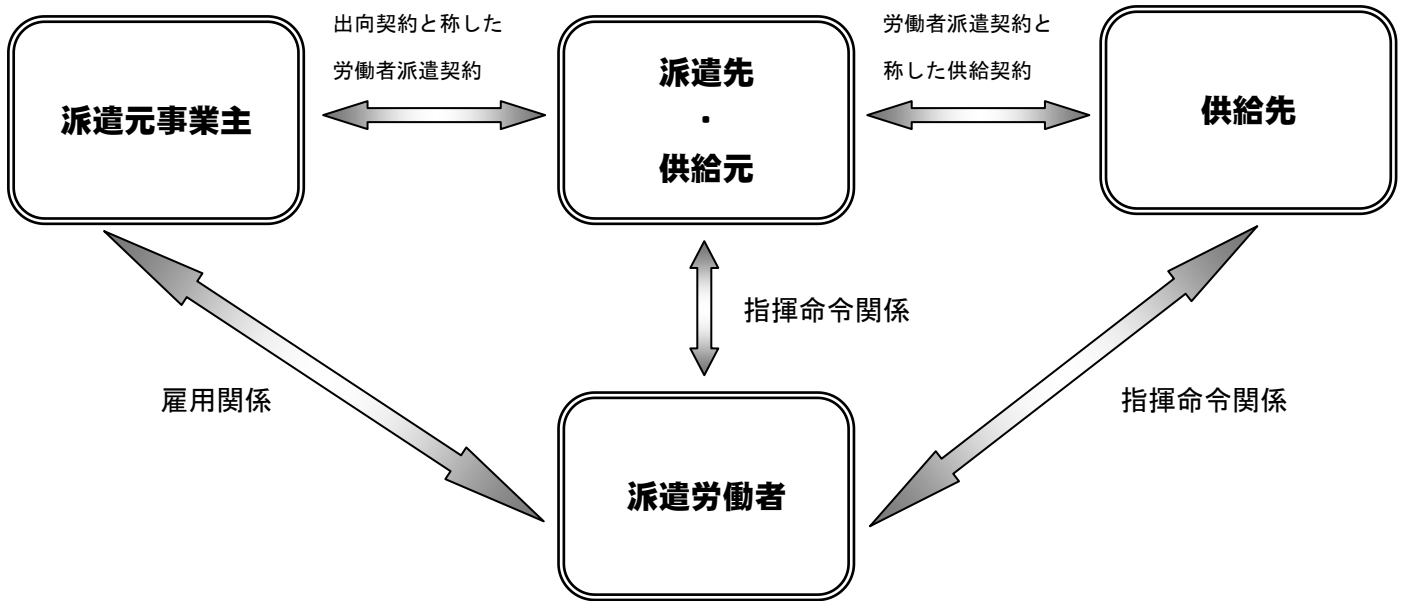 派遣元事業主
出向契約と称した
労働者派遣契約
派遣先
・
供給元
労働者派遣契約と
称した供給契約
供給先
雇用関係
指揮命令関係
指揮命令関係
派遣労働者